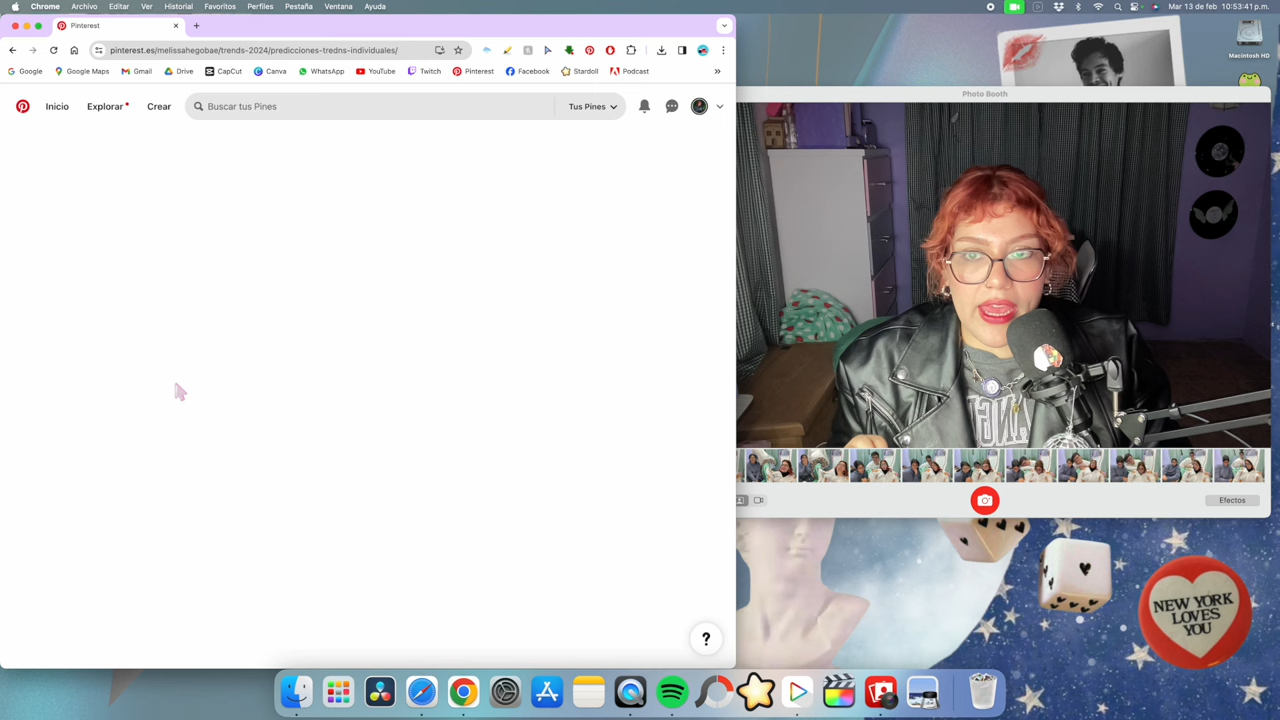 Chrome Archivo Editar Ver Historial Favoritos Perfiles Pestaña Ventana Ayuda
Mar 13 de feb 10:53:41 p.m.
Pinterest
pinterest.es/melissahegobae/trends-2024/predicciones-tredns-individuales/
Google Google Maps Gmail Drive CapCut Canva WhatsApp YouTube Twitch Pinterest Facebook Stardoll Podcast
Macintosh HD
Photo Booth
Inicio Explorar Crear Buscar tus Pines Tus Pines
Efectos
NEW YORK
LOVES
YOU
?